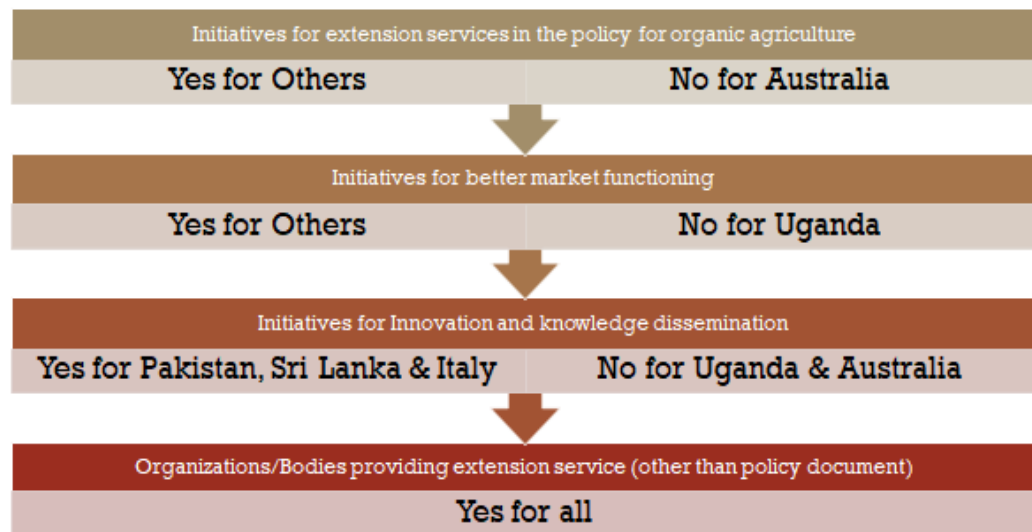 Initiatives for extension services in the policy for organic agriculture
Yes for Others
No for Australia
Initiatives for better market functioning
Yes for Others
No for Uganda
Initiatives for Innovation and knowledge dissemination
Yes for Pakistan, Sri Lanka & Italy
No for Uganda & Australia
Organizations/Bodies providing extension service (other than policy document)
Yes for all